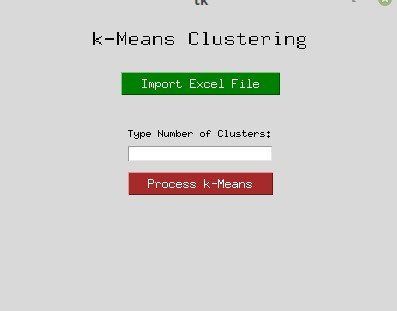 tk
k-Means Clustering
Import Excel File
Type Number of Clusters:
Process k-Means